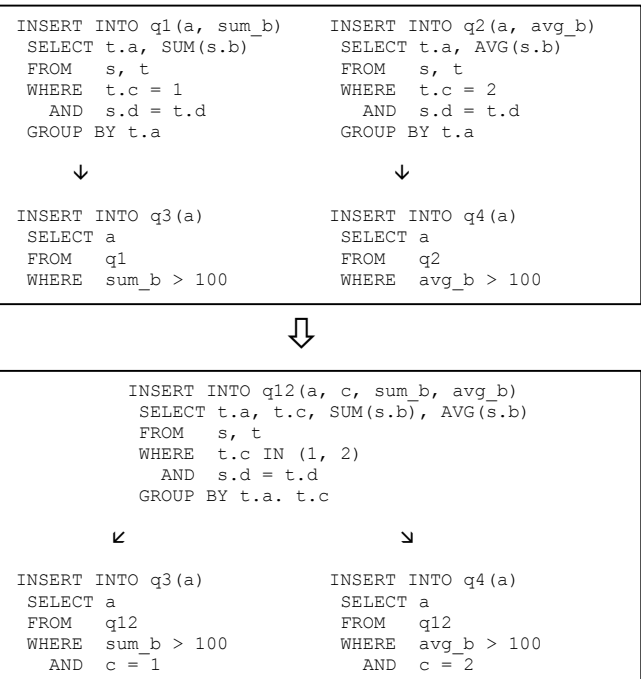 INSERT INTO q1(a, sum_b)
SELECT t.a, SUM(s.b)
FROM s, t
WHERE t.c = 1
AND s.d = t.d
GROUP BY t.a
INSERT INTO q2(a, avg_b)
SELECT t.a, AVG(s.b)
FROM s, t
WHERE t.c = 2
AND s.d = t.d
GROUP BY t.a
INSERT INTO q3(a)
SELECT a
FROM q1
WHERE sum_b > 100
INSERT INTO q4(a)
SELECT a
FROM q2
WHERE avg_b > 100
INSERT INTO q12(a, c, sum_b, avg_b)
SELECT t.a, t.c, SUM(s.b), AVG(s.b)
FROM s, t
WHERE t.c IN (1, 2)
AND s.d = t.d
GROUP BY t.a. t.c
INSERT INTO q3(a)
SELECT a
FROM q12
WHERE sum_b > 100
AND c = 1
INSERT INTO q4(a)
SELECT a
FROM q12
WHERE avg_b > 100
AND c = 2